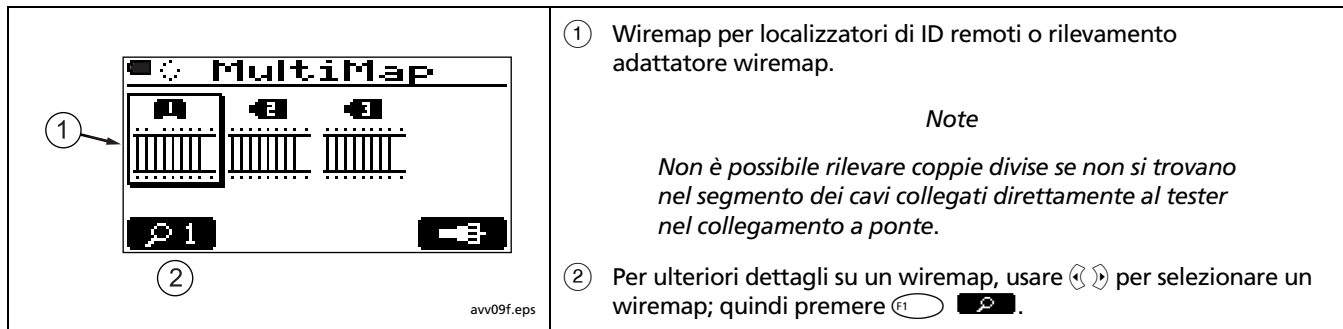 MultiMap
1 2 3
1
1
2
avv09f.eps
1 Wiremap per localizzatori di ID remoti o rilevamento
adattatore wiremap.
Note
Non è possibile rilevare coppie divise se non si trovano
nel segmento dei cavi collegati direttamente al tester
nel collegamento a ponte.
2 Per ulteriori dettagli su un wiremap, usare per selezionare un
wiremap; quindi premere F1 .